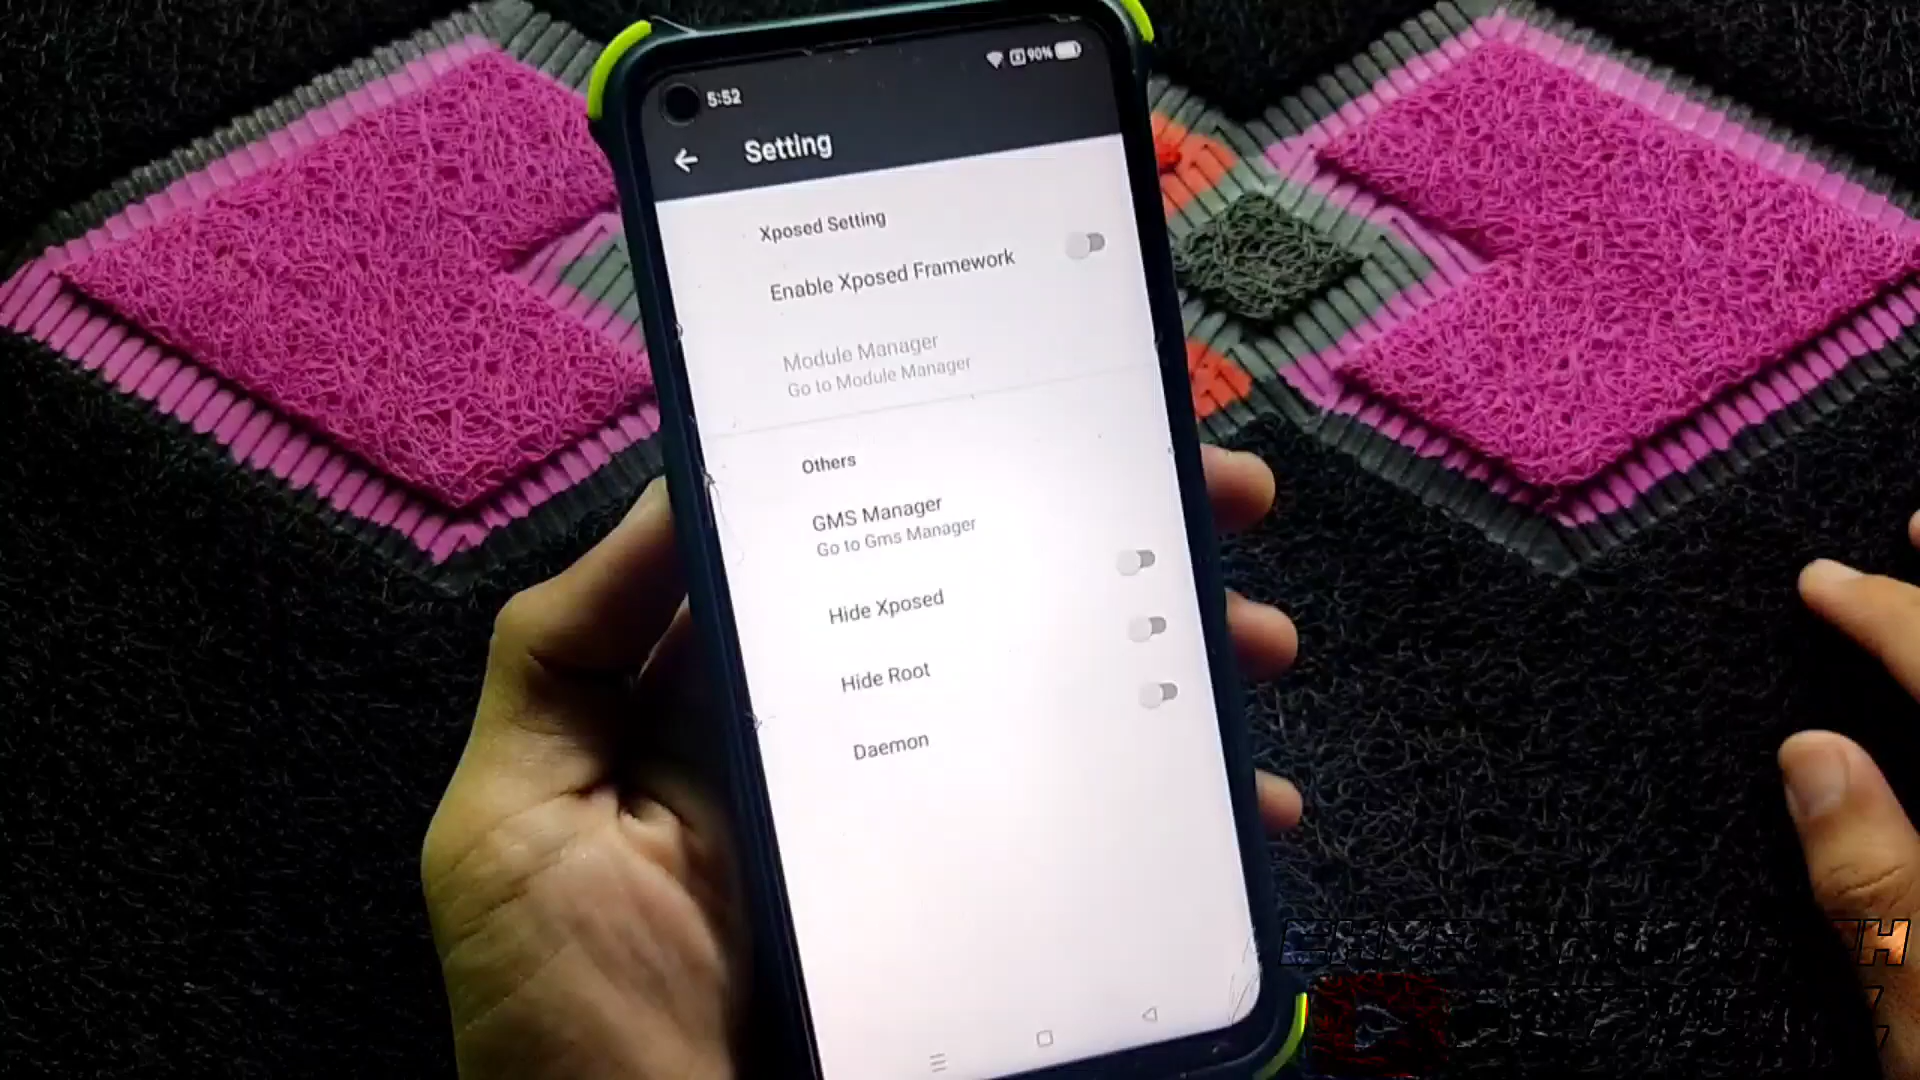 5:52
90%
Setting
Xposed Setting
Enable Xposed Framework
Module Manager
Go to Module Manager
Others
GMS Manager
Go to Gms Manager
Hide Xposed
Hide Root
Daemon